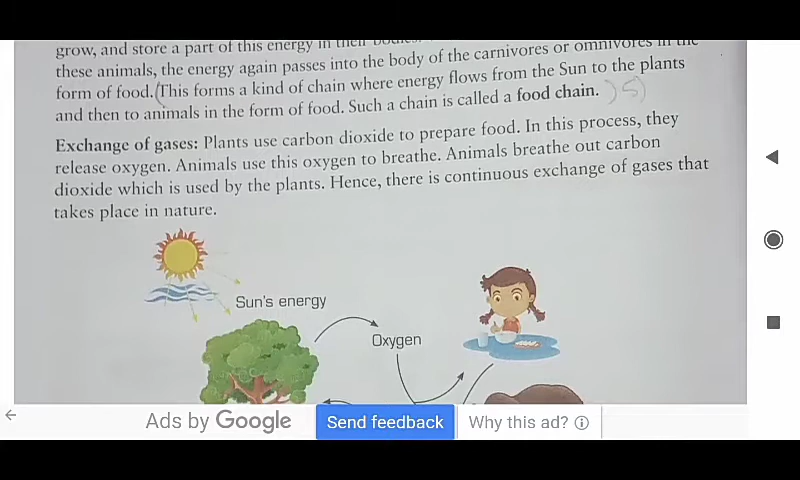 grow, and store a part of this energy in their bodies.
these animals, the energy again passes into the body of the carnivores or omnivores in the
form of food. (This forms a kind of chain where energy flows from the Sun to the plants
and then to animals in the form of food. Such a chain is called a food chain. ) 5)
Exchange of gases: Plants use carbon dioxide to prepare food. In this process, they
release oxygen. Animals use this oxygen to breathe. Animals breathe out carbon
dioxide which is used by the plants. Hence, there is continuous exchange of gases that
takes place in nature.
Sun's energy
Oxygen
Ads by Google
Send feedback
Why this ad?